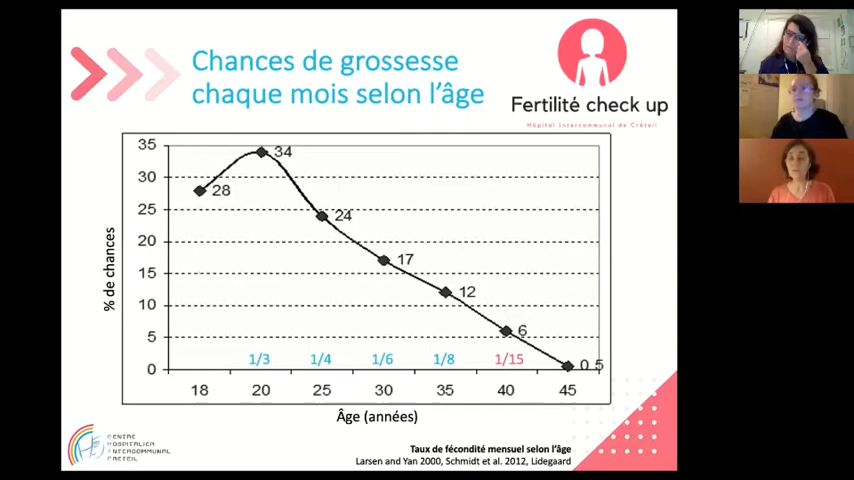 Chances de grossesse
chaque mois selon l'âge
Fertilité check up
Hôpital Intercommunal de Créteil
% de chances
35
30
25
20
15
10
5
0
28
34
24
17
12
6
0.5
1/3
1/4
1/6
1/8
1/15
18
20
25
30
35
40
45
Âge (années)
CENTRE
HOSPITALIER
INTERCOMMUNAL
CRETEIL
Taux de fécondité mensuel selon l'âge
Larsen and Yan 2000, Schmidt et al. 2012, Lidegaard